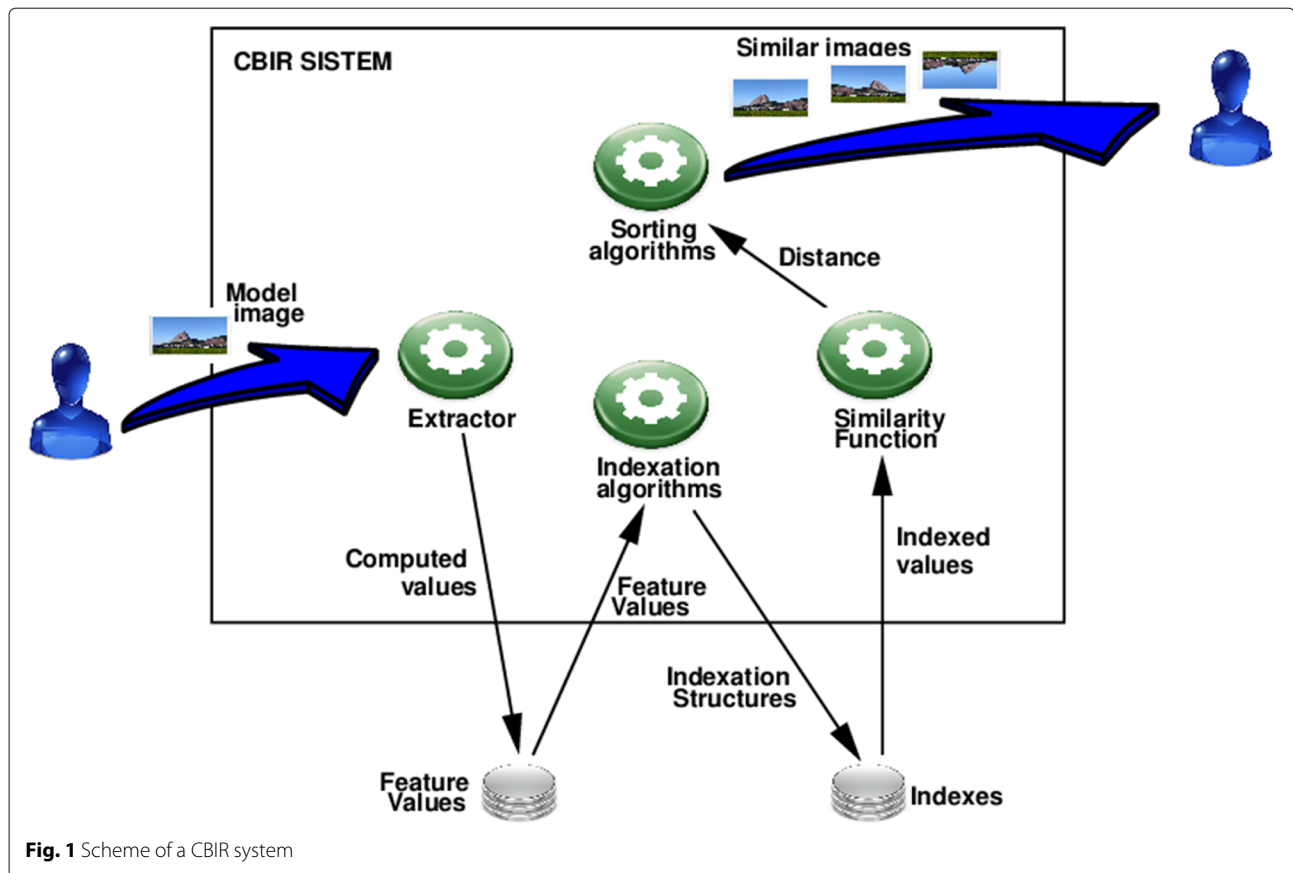 CBIR SISTEM
Similar images
Sorting
algorithms
Distance
Model
image
Extractor
Indexation
algorithms
Similarity
Function
Computed
values
Feature
Values
Indexed
values
Indexation
Structures
Feature
Values
Indexes
Fig. 1 Scheme of a CBIR system